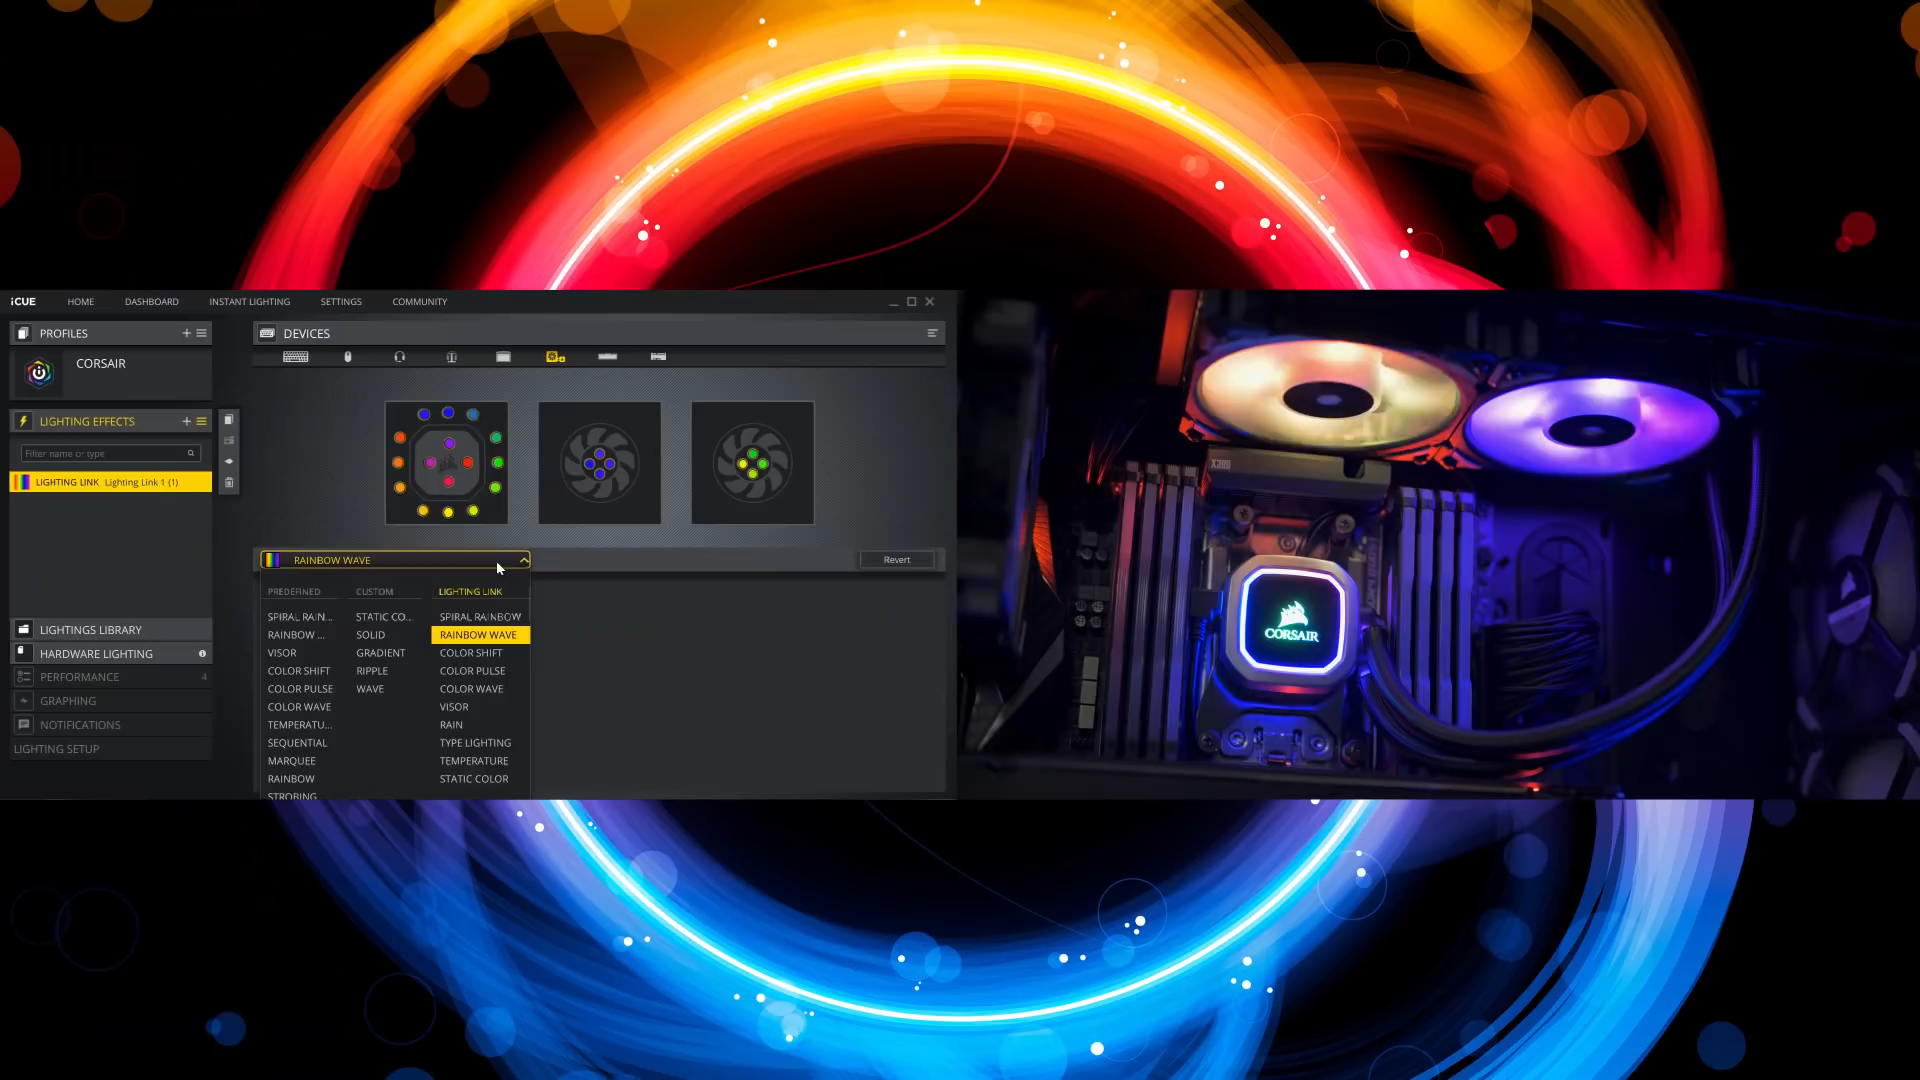 iCUE HOME DASHBOARD INSTANT LIGHTING SETTINGS COMMUNITY
PROFILES
CORSAIR
LIGHTING EFFECTS
Filter name or type
LIGHTING LINK Lighting Link 1 (1)
LIGHTINGS LIBRARY
HARDWARE LIGHTING
PERFORMANCE 4
GRAPHING
NOTIFICATIONS
LIGHTING SETUP
DEVICES
RAINBOW WAVE
Revert
PREDEFINED
SPIRAL RAIN...
RAINBOW ...
VISOR
COLOR SHIFT
COLOR PULSE
COLOR WAVE
TEMPERATU...
SEQUENTIAL
MARQUEE
RAINBOW
STROBING
CUSTOM
STATIC CO...
SOLID
GRADIENT
RIPPLE
WAVE
LIGHTING LINK
SPIRAL RAINBOW
RAINBOW WAVE
COLOR SHIFT
COLOR PULSE
COLOR WAVE
VISOR
RAIN
TYPE LIGHTING
TEMPERATURE
STATIC COLOR
X299
CORSAIR